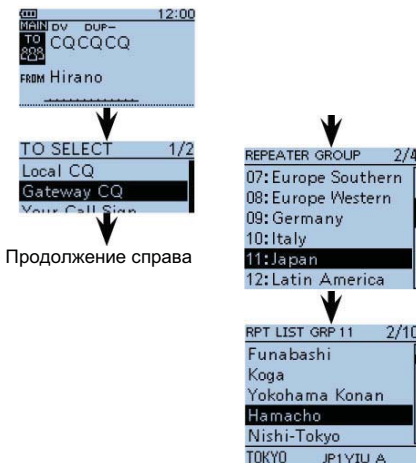 12:00
MAIN DV DUP-
TO CQCQCQ
FROM Hirano
TO SELECT 1/2
Local CQ
Gateway CQ
Your Call Sign
Продолжение справа
REPEATER GROUP 2/4
07:Europe Southern
08:Europe Western
09:Germany
10:Italy
11:Japan
12:Latin America
RPT LIST GRP 11 2/10
Funabashi
Koga
Yokohama Konan
Hamacho
Nishi-Tokyo
TOKYO JP1YIU A